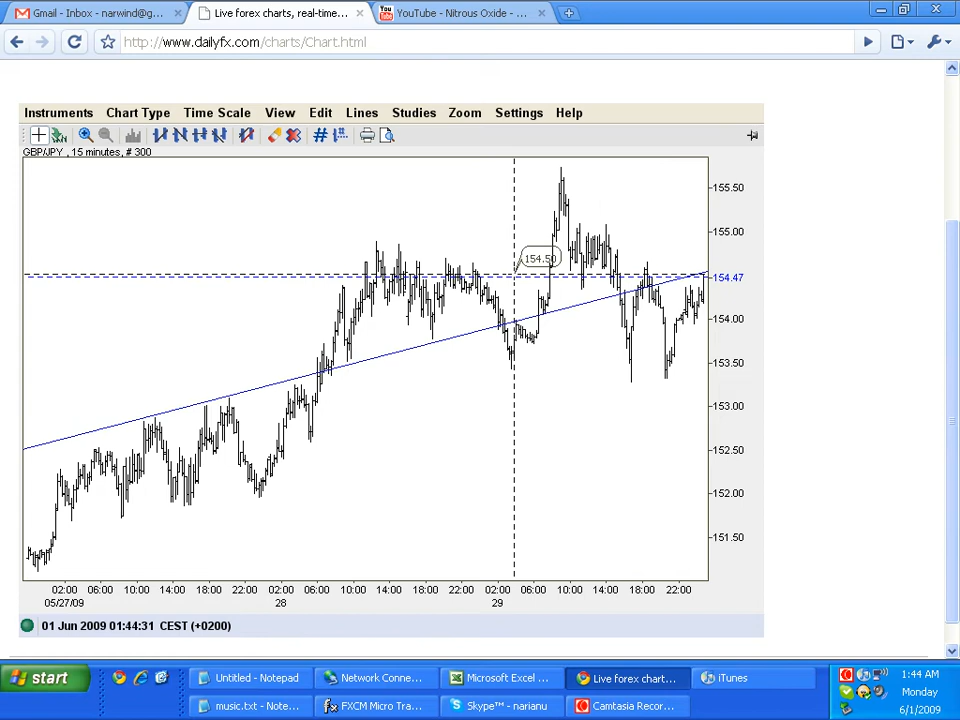 Gmail - Inbox - narwind@g...
Live forex charts, real-time...
You Tube
YouTube - Nitrous Oxide - ...
http://www.dailyfx.com/charts/Chart.html
Instruments Chart Type Time Scale View Edit Lines Studies Zoom Settings Help
GBP/JPY , 15 minutes, # 300
155.50
155.00
154.50
154.47
154.00
153.50
153.00
152.50
152.00
151.50
02:00 06:00 10:00 14:00 18:00 22:00 02:00 06:00 10:00 14:00 18:00 22:00 02:00 06:00 10:00 14:00 18:00 22:00
05/27/09 28 29
01 Jun 2009 01:44:31 CEST (+0200)
start
Untitled - Notepad
Network Conne...
Microsoft Excel ...
Live forex chart...
iTunes
1:44 AM
Monday
6/1/2009
music.txt - Note...
FXCM Micro Tra...
Skype™ - narianu
Camtasia Recor...